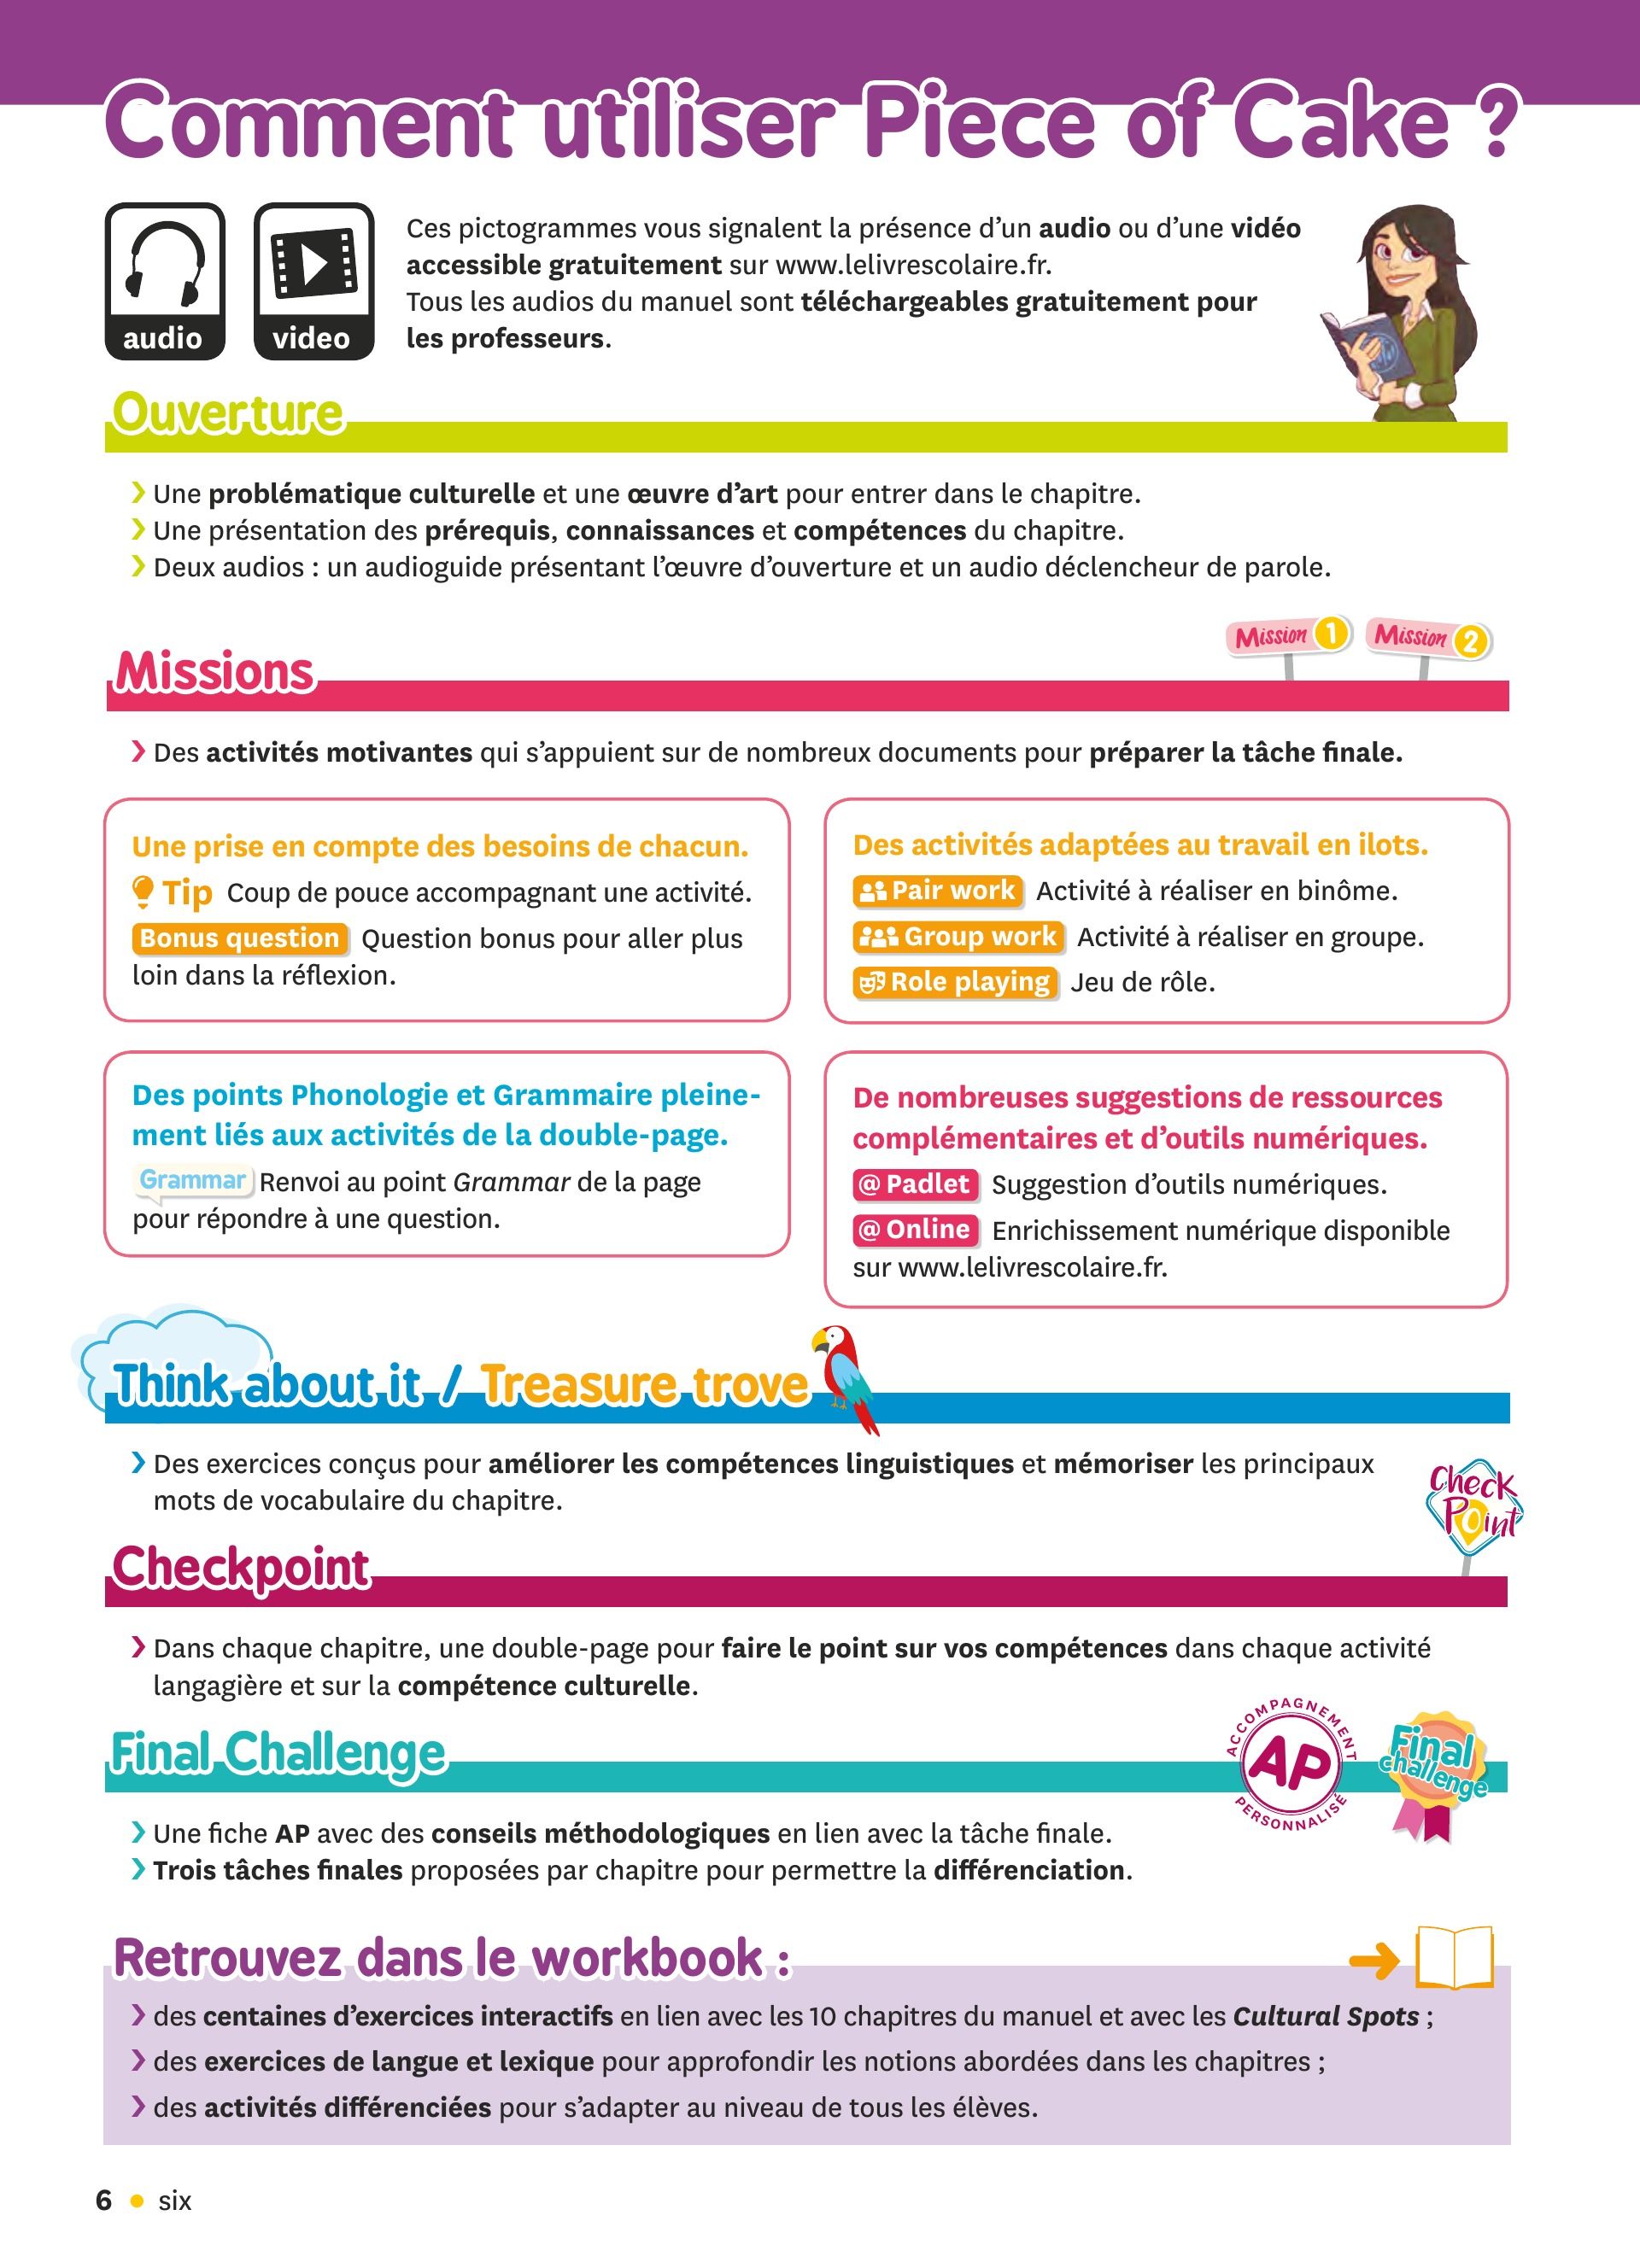 Comment utiliser Piece of Cake ?
audio
video
Ces pictogrammes vous signalent la présence d’un audio ou d’une vidéo
accessible gratuitement sur www.lelivrescolaire.fr.
Tous les audios du manuel sont téléchargeables gratuitement pour
les professeurs.
Ouverture
❯ Une problématique culturelle et une œuvre d’art pour entrer dans le chapitre.
❯ Une présentation des prérequis, connaissances et compétences du chapitre.
❯ Deux audios : un audioguide présentant l’œuvre d’ouverture et un audio déclencheur de parole.
Mission 1
Mission 2
Missions
❯ Des activités motivantes qui s’appuient sur de nombreux documents pour préparer la tâche finale.
Une prise en compte des besoins de chacun.
Tip Coup de pouce accompagnant une activité.
Bonus question Question bonus pour aller plus
loin dans la réflexion.
Des activités adaptées au travail en ilots.
Pair work Activité à réaliser en binôme.
Group work Activité à réaliser en groupe.
Role playing Jeu de rôle.
Des points Phonologie et Grammaire pleine-
ment liés aux activités de la double-page.
Grammar Renvoi au point Grammar de la page
pour répondre à une question.
De nombreuses suggestions de ressources
complémentaires et d’outils numériques.
@ Padlet Suggestion d’outils numériques.
@ Online Enrichissement numérique disponible
sur www.lelivrescolaire.fr.
Think about it / Treasure trove
❯ Des exercices conçus pour améliorer les compétences linguistiques et mémoriser les principaux
mots de vocabulaire du chapitre.
Check
Point
Checkpoint
❯ Dans chaque chapitre, une double-page pour faire le point sur vos compétences dans chaque activité
langagière et sur la compétence culturelle.
Final Challenge
ACCOMPAGNEMENT
AP
PERSONNALISÉ
Final
challenge
❯ Une fiche AP avec des conseils méthodologiques en lien avec la tâche finale.
❯ Trois tâches finales proposées par chapitre pour permettre la différenciation.
Retrouvez dans le workbook :
❯ des centaines d’exercices interactifs en lien avec les 10 chapitres du manuel et avec les Cultural Spots ;
❯ des exercices de langue et lexique pour approfondir les notions abordées dans les chapitres ;
❯ des activités différenciées pour s’adapter au niveau de tous les élèves.
6 • six